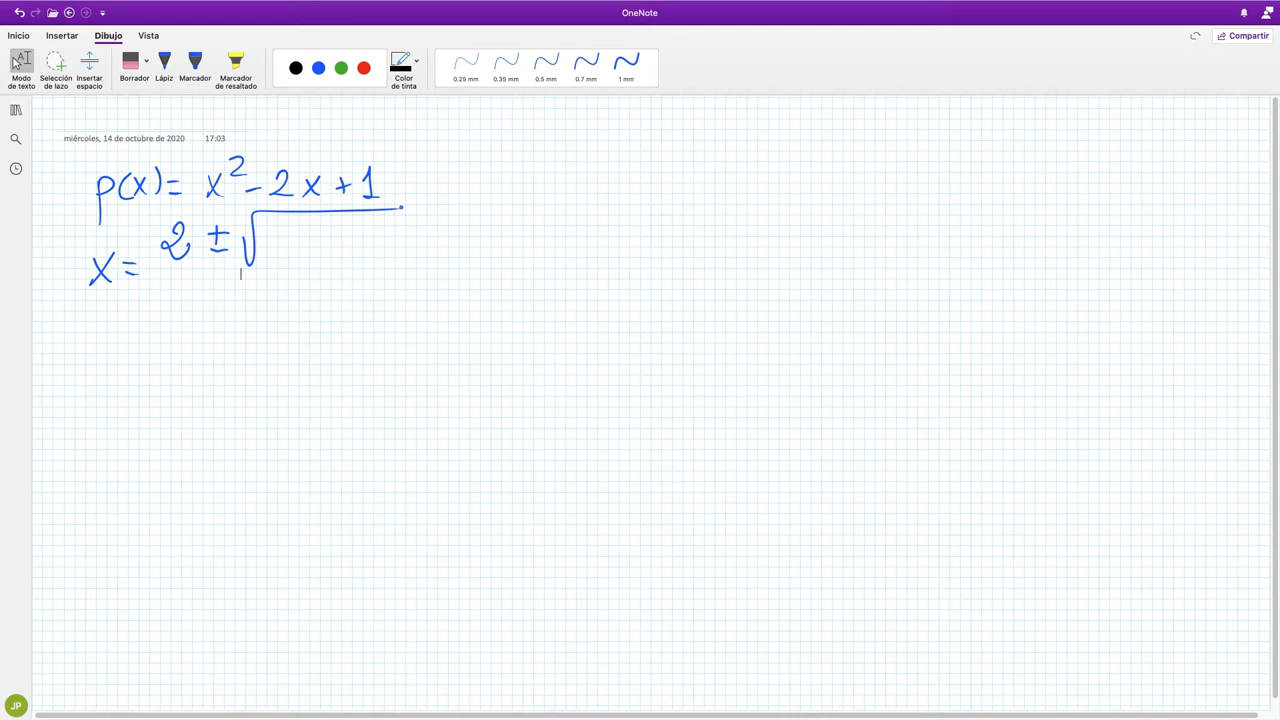 OneNote
Inicio Insertar Dibujo Vista Compartir
Modo de texto Selección de lazo Insertar espacio Borrador Lápiz Marcador Marcador de resaltado Color de tinta 0.25 mm 0.35 mm 0.5 mm 0.7 mm 1 mm
miércoles, 14 de octubre de 2020 17:03
p(x)= x² - 2x + 1
x= 2 ± √
JP